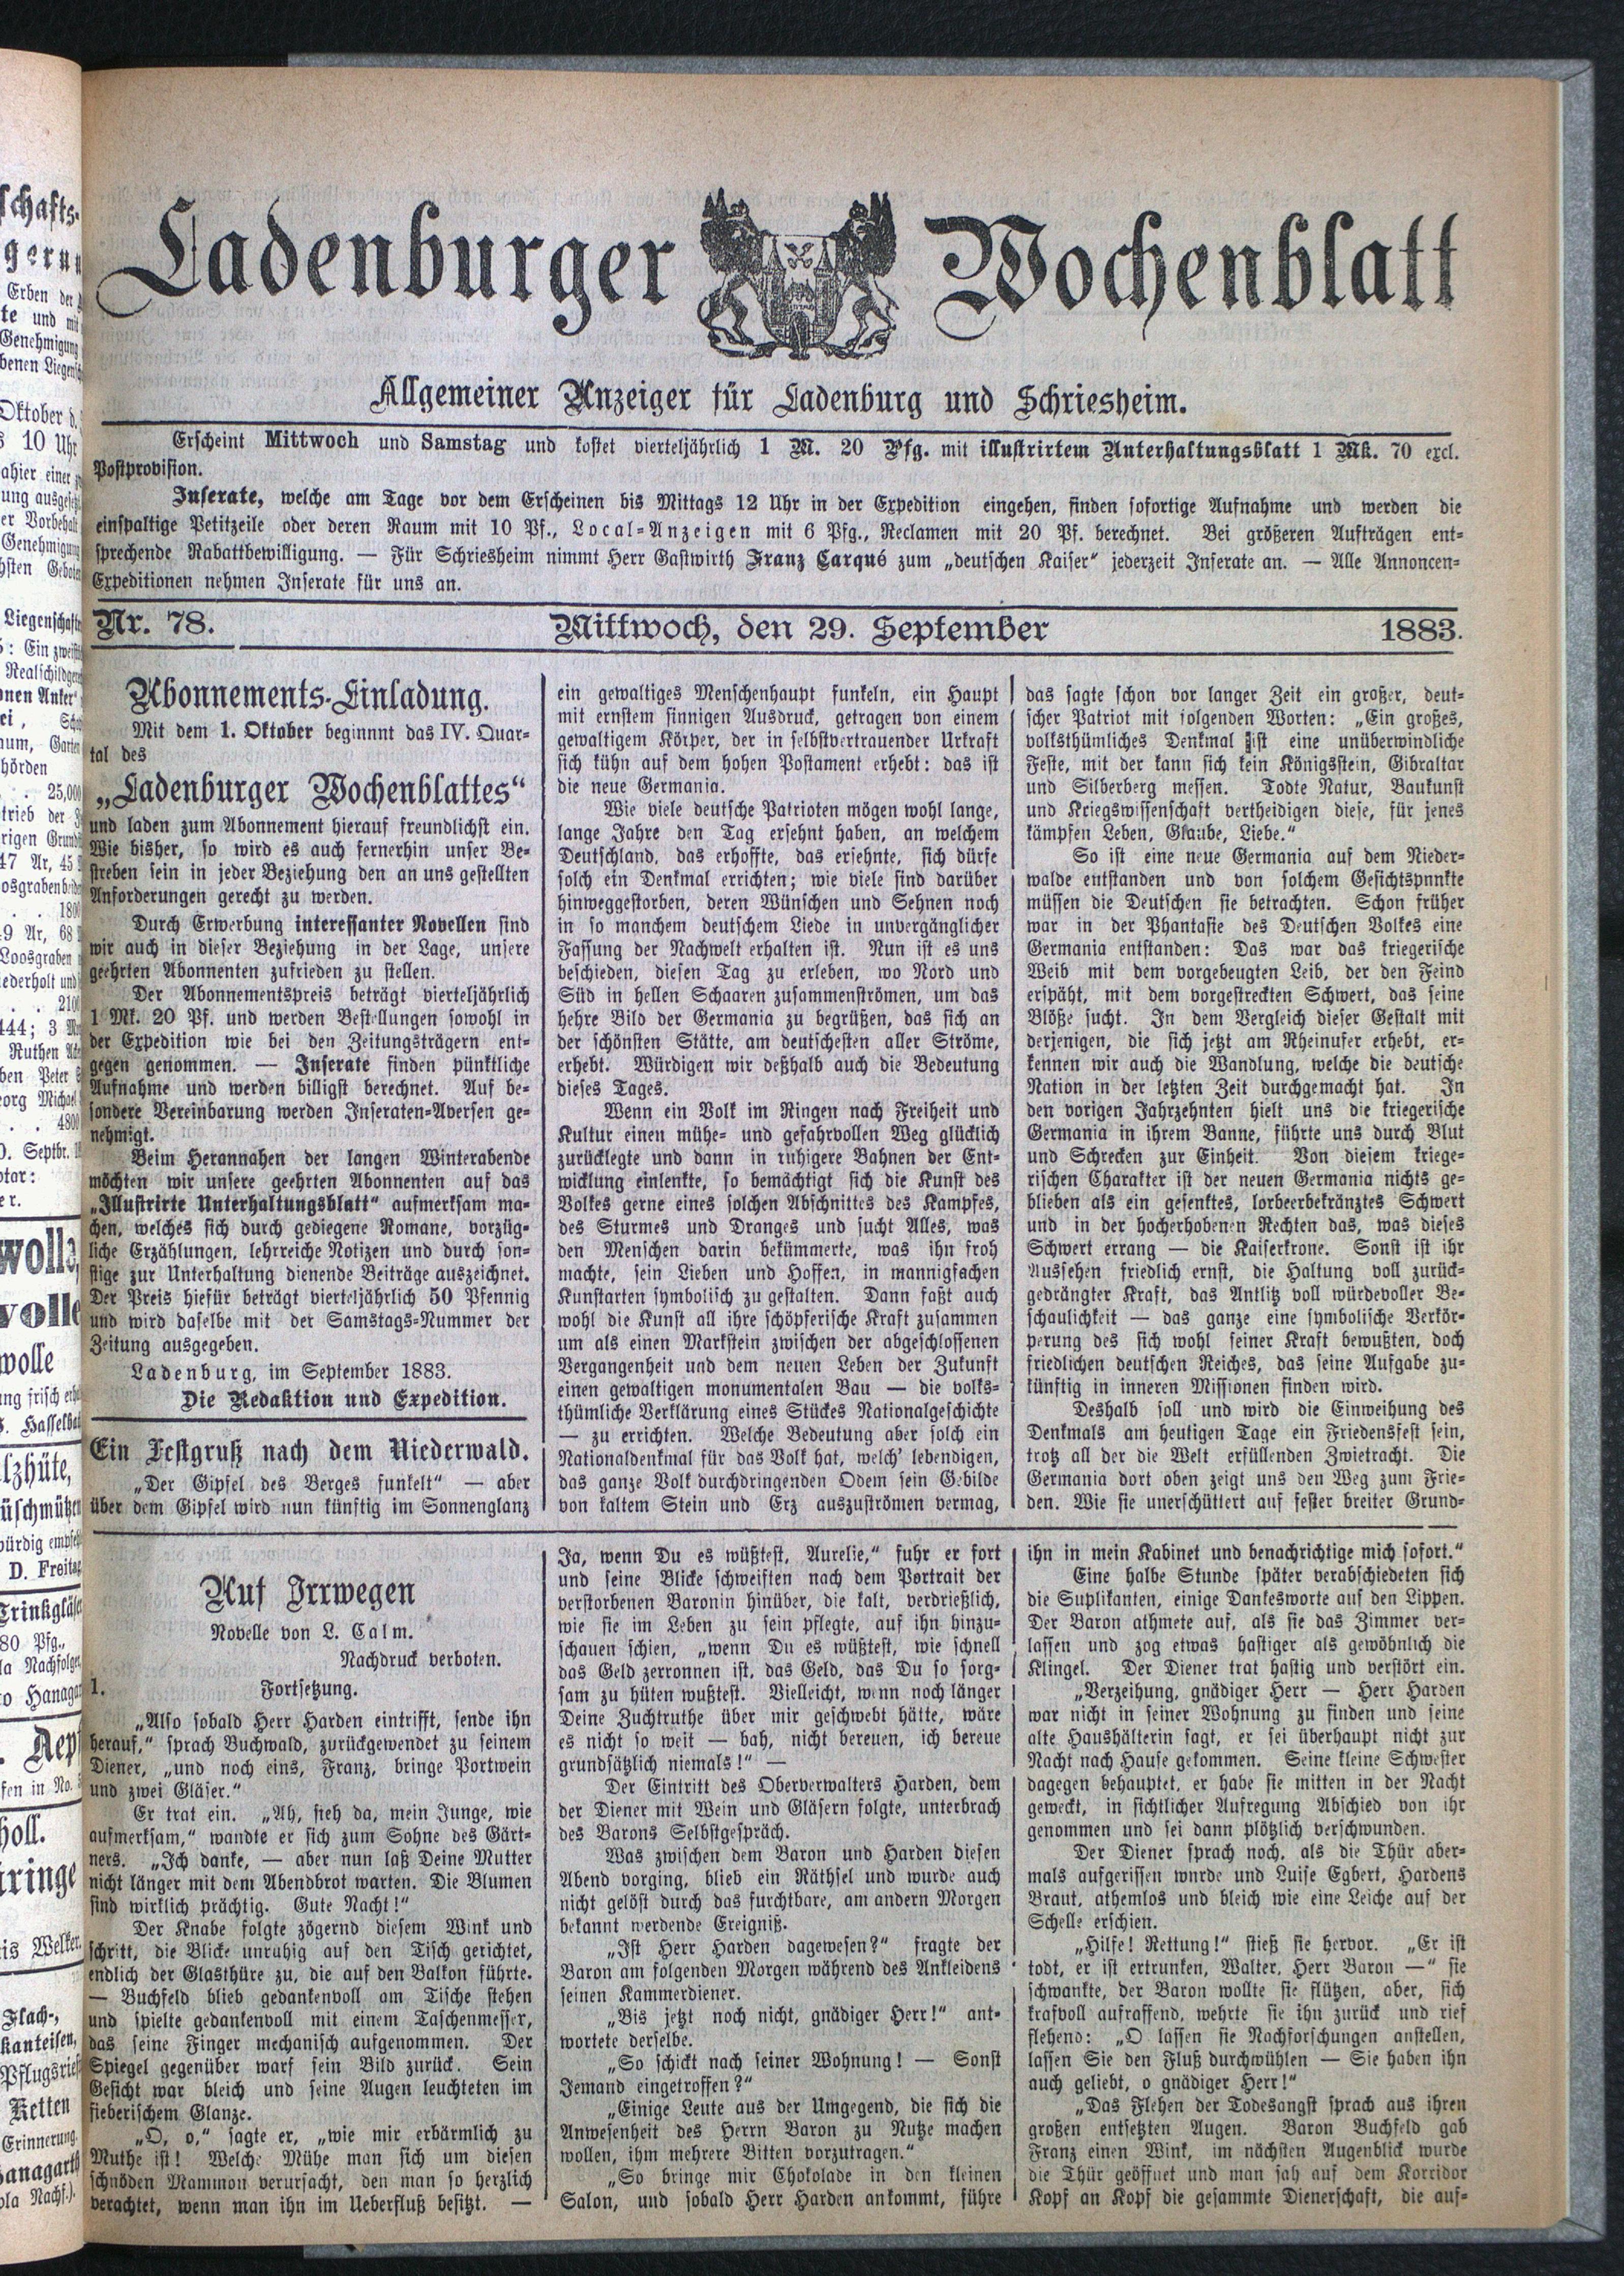 Ladenburger Wochenblatt
Allgemeiner Anzeiger für Ladenburg und Schriesheim.
Erscheint Mittwoch und Samstag und kostet vierteljährlich 1 M. 20 Pfg. mit illustrirtem Unterhaltungsblatt 1 Mk. 70 excl.
Postprovision.
Inserate, welche am Tage vor dem Erscheinen bis Mittags 12 Uhr in der Expedition eingehen, finden sofortige Aufnahme und werden die
einspaltige Petitzeile oder deren Raum mit 10 Pf., Local-Anzeigen mit 6 Pfg., Reclamen mit 20 Pf. berechnet. Bei größeren Aufträgen ent-
sprechende Rabattbewilligung. — Für Schriesheim nimmt Herr Gastwirth Franz Carqué zum „deutschen Kaiser“ jederzeit Inserate an. — Alle Annoncen-
Expeditionen nehmen Inserate für uns an.
Nr. 78.
Mittwoch, den 29. September
1883.
Abonnements-Einladung.
Mit dem 1. Oktober beginnnt das IV. Quar-
tal des
„Ladenburger Wochenblattes“
und laden zum Abonnement hierauf freundlichst ein.
Wie bisher, so wird es auch fernerhin unser Be-
streben sein in jeder Beziehung den an uns gestellten
Anforderungen gerecht zu werden.
Durch Erwerbung interessanter Novellen sind
wir auch in dieser Beziehung in der Lage, unsere
geehrten Abonnenten zufrieden zu stellen.
Der Abonnementspreis beträgt vierteljährlich
1 Mk. 20 Pf. und werden Bestellungen sowohl in
der Expedition wie bei den Zeitungsträgern ent-
gegen genommen. — Inserate finden pünktliche
Aufnahme und werden billigst berechnet. Auf be-
sondere Vereinbarung werden Inseraten-Aversen ge-
nehmigt.
Beim Herannahen der langen Winterabende
möchten wir unsere geehrten Abonnenten auf das
„Illustrirte Unterhaltungsblatt“ aufmerksam ma-
chen, welches sich durch gediegene Romane, vorzüg-
liche Erzählungen, lehrreiche Notizen und durch son-
stige zur Unterhaltung dienende Beiträge auszeichnet.
Der Preis hiefür beträgt vierteljährlich 50 Pfennig
und wird daselbe mit der Samstags-Nummer der
Zeitung ausgegeben.
Ladenburg, im September 1883.
Die Redaktion und Expedition.
Ein Festgruß nach dem Niederwald.
„Der Gipfel des Berges funkelt“ — aber
über dem Gipfel wird nun künftig im Sonnenglanz
ein gewaltiges Menschenhaupt funkeln, ein Haupt
mit ernstem sinnigen Ausdruck, getragen von einem
gewaltigem Körper, der in selbstvertrauender Urkraft
sich kühn auf dem hohen Postament erhebt: das ist
die neue Germania.
Wie viele deutsche Patrioten mögen wohl lange,
lange Jahre den Tag ersehnt haben, an welchem
Deutschland, das erhoffte, das ersehnte, sich dürfe
solch ein Denkmal errichten; wie viele sind darüber
hinweggestorben, deren Wünschen und Sehnen noch
in so manchem deutschem Liede in unvergänglicher
Fassung der Nachwelt erhalten ist. Nun ist es uns
beschieden, diesen Tag zu erleben, wo Nord und
Süd in hellen Schaaren zusammenströmen, um das
hehre Bild der Germania zu begrüßen, das sich an
der schönsten Stätte, am deutschesten aller Ströme,
erhebt. Würdigen wir deßhalb auch die Bedeutung
dieses Tages.
Wenn ein Volk im Ringen nach Freiheit und
Kultur einen mühe- und gefahrvollen Weg glücklich
zurücklegte und dann in ruhigere Bahnen der Ent-
wicklung einlenkte, so bemächtigt sich die Kunst des
Volkes gerne eines solchen Abschnittes des Kampfes,
des Sturmes und Dranges und sucht Alles, was
den Menschen darin bekümmerte, was ihn froh
machte, sein Lieben und Hoffen, in mannigfachen
Kunstarten symbolisch zu gestalten. Dann faßt auch
wohl die Kunst all ihre schöpferische Kraft zusammen
um als einen Markstein zwischen der abgeschlossenen
Vergangenheit und dem neuen Leben der Zukunft
einen gewaltigen monumentalen Bau — die volks-
thümliche Verklärung eines Stückes Nationalgeschichte
— zu errichten. Welche Bedeutung aber solch ein
Nationaldenkmal für das Volk hat, welch’ lebendigen,
das ganze Volk durchdringenden Odem sein Gebilde
von kaltem Stein und Erz auszuströmen vermag,
das sagte schon vor langer Zeit ein großer, deut-
scher Patriot mit folgenden Worten: „Ein großes,
volksthümliches Denkmal ist eine unüberwindliche
Feste, mit der kann sich kein Königsstein, Gibraltar
und Silberberg messen. Todte Natur, Baukunst
und Kriegswissenschaft vertheidigen diese, für jenes
kämpfen Leben, Glaube, Liebe.“
So ist eine neue Germania auf dem Nieder-
walde entstanden und von solchem Gesichtspnnkte
müssen die Deutschen sie betrachten. Schon früher
war in der Phantasie des Deutschen Volkes eine
Germania entstanden: Das war das kriegerische
Weib mit dem vorgebeugten Leib, der den Feind
erspäht, mit dem vorgestreckten Schwert, das seine
Blöße sucht. In dem Vergleich dieser Gestalt mit
derjenigen, die sich jetzt am Rheinufer erhebt, er-
kennen wir auch die Wandlung, welche die deutsche
Nation in der letzten Zeit durchgemacht hat. In
den vorigen Jahrzehnten hielt uns die kriegerische
Germania in ihrem Banne, führte uns durch Blut
und Schrecken zur Einheit. Von diesem kriege-
rischen Charakter ist der neuen Germania nichts ge-
blieben als ein gesenktes, lorbeerbekränztes Schwert
und in der hocherhobenen Rechten das, was dieses
Schwert errang — die Kaiserkrone. Sonst ist ihr
Aussehen friedlich ernst, die Haltung voll zurück-
gedrängter Kraft, das Antlitz voll würdevoller Be-
schaulichkeit — das ganze eine symbolische Verkör-
perung des sich wohl seiner Kraft bewußten, doch
friedlichen deutschen Reiches, das seine Aufgabe zu-
künftig in inneren Missionen finden wird.
Deshalb soll und wird die Einweihung des
Denkmals am heutigen Tage ein Friedensfest sein,
trotz all der die Welt erfüllenden Zwietracht. Die
Germania dort oben zeigt uns den Weg zum Frie-
den. Wie sie unerschüttert auf fester breiter Grund-
Auf Irrwegen
Novelle von L. Calm.
Nachdruck verboten.
1. Fortsetzung.
„Also sobald Herr Harden eintrifft, sende ihn
herauf,“ sprach Buchwald, zurückgewendet zu seinem
Diener, „und noch eins, Franz, bringe Portwein
und zwei Gläser.“
Er trat ein. „Ah, sieh da, mein Junge, wie
aufmerksam,“ wandte er sich zum Sohne des Gärt-
ners. „Ich danke, — aber nun laß Deine Mutter
nicht länger mit dem Abendbrot warten. Die Blumen
sind wirklich prächtig. Gute Nacht!“
Der Knabe folgte zögernd diesem Wink und
schritt, die Blicke unruhig auf den Tisch gerichtet,
endlich der Glasthüre zu, die auf den Balkon führte.
— Buchfeld blieb gedankenvoll am Tische stehen
und spielte gedankenvoll mit einem Taschenmesser,
das seine Finger mechanisch aufgenommen. Der
Spiegel gegenüber warf sein Bild zurück. Sein
Gesicht war bleich und seine Augen leuchteten im
fieberischem Glanze.
„O, o,“ sagte er, „wie mir erbärmlich zu
Muthe ist! Welche Mühe man sich um diesen
schnöden Mammon verursacht, den man so herzlich
verachtet, wenn man ihn im Ueberfluß besitzt. —
Ja, wenn Du es wüßtest, Aurelie,“ fuhr er fort
und seine Blicke schweiften nach dem Portrait der
verstorbenen Baronin hinüber, die kalt, verdrießlich,
wie sie im Leben zu sein pflegte, auf ihn hinzu-
schauen schien, „wenn Du es wüßtest, wie schnell
das Geld zerronnen ist, das Geld, das Du so sorg-
sam zu hüten wußtest. Vielleicht, wenn noch länger
Deine Zuchtruthe über mir geschwebt hätte, wäre
es nicht so weit — bah, nicht bereuen, ich bereue
grundsätzlich niemals!“ —
Der Eintritt des Oberverwalters Harden, dem
der Diener mit Wein und Gläsern folgte, unterbrach
des Barons Selbstgespräch.
Was zwischen dem Baron und Harden diesen
Abend vorging, blieb ein Räthsel und wurde auch
nicht gelöst durch das furchtbare, am andern Morgen
bekannt werdende Ereigniß.
„Ist Herr Harden dagewesen?“ fragte der
Baron am folgenden Morgen während des Ankleidens
seinen Kammerdiener.
„Bis jetzt noch nicht, gnädiger Herr!“ ant-
wortete derselbe.
„So schickt nach seiner Wohnung! — Sonst
Jemand eingetroffen?“
„Einige Leute aus der Umgegend, die sich die
Anwesenheit des Herrn Baron zu Nutze machen
wollen, ihm mehrere Bitten vorzutragen.“
„So bringe mir Chokolade in den kleinen
Salon, und sobald Herr Harden ankommt, führe
ihn in mein Kabinet und benachrichtige mich sofort.“
Eine halbe Stunde später verabschiedeten sich
die Suplikanten, einige Dankesworte auf den Lippen.
Der Baron athmete auf, als sie das Zimmer ver-
lassen und zog etwas hastiger als gewöhnlich die
Klingel. Der Diener trat hastig und verstört ein.
„Verzeihung, gnädiger Herr — Herr Harden
war nicht in seiner Wohnung zu finden und seine
alte Haushälterin sagt, er sei überhaupt nicht zur
Nacht nach Hause gekommen. Seine kleine Schwester
dagegen behauptet, er habe sie mitten in der Nacht
geweckt, in sichtlicher Aufregung Abschied von ihr
genommen und sei dann plötzlich verschwunden.
Der Diener sprach noch, als die Thür aber-
mals aufgerissen wnrde und Luise Egbert, Hardens
Braut, athemlos und bleich wie eine Leiche auf der
Schelle erschien.
„Hilfe! Rettung!“ stieß sie hervor. „Er ist
todt, er ist ertrunken, Walter, Herr Baron —“ sie
schwankte, der Baron wollte sie stützen, aber, sich
krafvoll aufraffend, wehrte sie ihn zurück und rief
flehend: „O lassen sie Nachforschungen anstellen,
lassen Sie den Fluß durchwühlen — Sie haben ihn
auch geliebt, o gnädiger Herr!“
„Das Flehen der Todesangst sprach aus ihren
großen entsetzten Augen. Baron Buchfeld gab
Franz einen Wink, im nächsten Augenblick wurde
die Thür geöffnet und man sah auf dem Korridor
Kopf an Kopf die gesammte Dienerschaft, die auf-